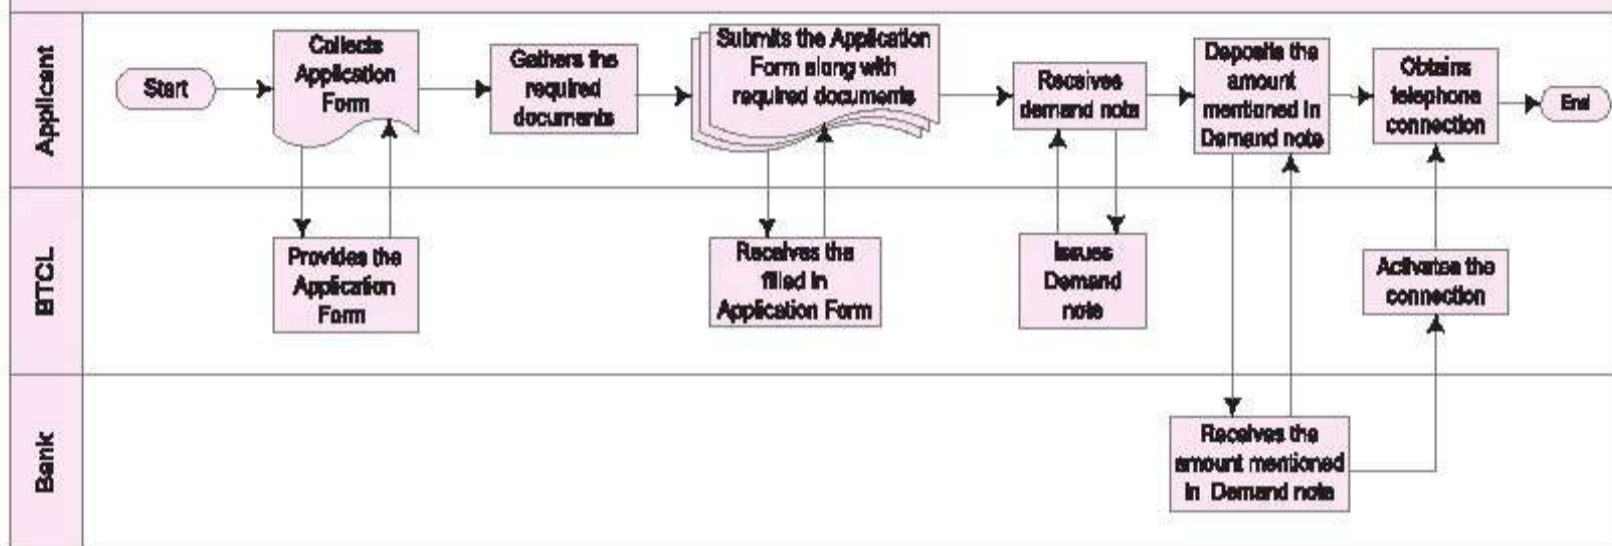 Applicant
Start
Collects
Application
Form
Gathers the
required
documents
Submits the Application
Form along with
required documents
Receives
demand note
Deposits the
amount
mentioned in
Demand note
Obtains
telephone
connection
End
BTCL
Provides the
Application
Form
Receives the
filled in
Application Form
Issues
Demand
note
Activates the
connection
Bank
Receives the
amount mentioned
in Demand note